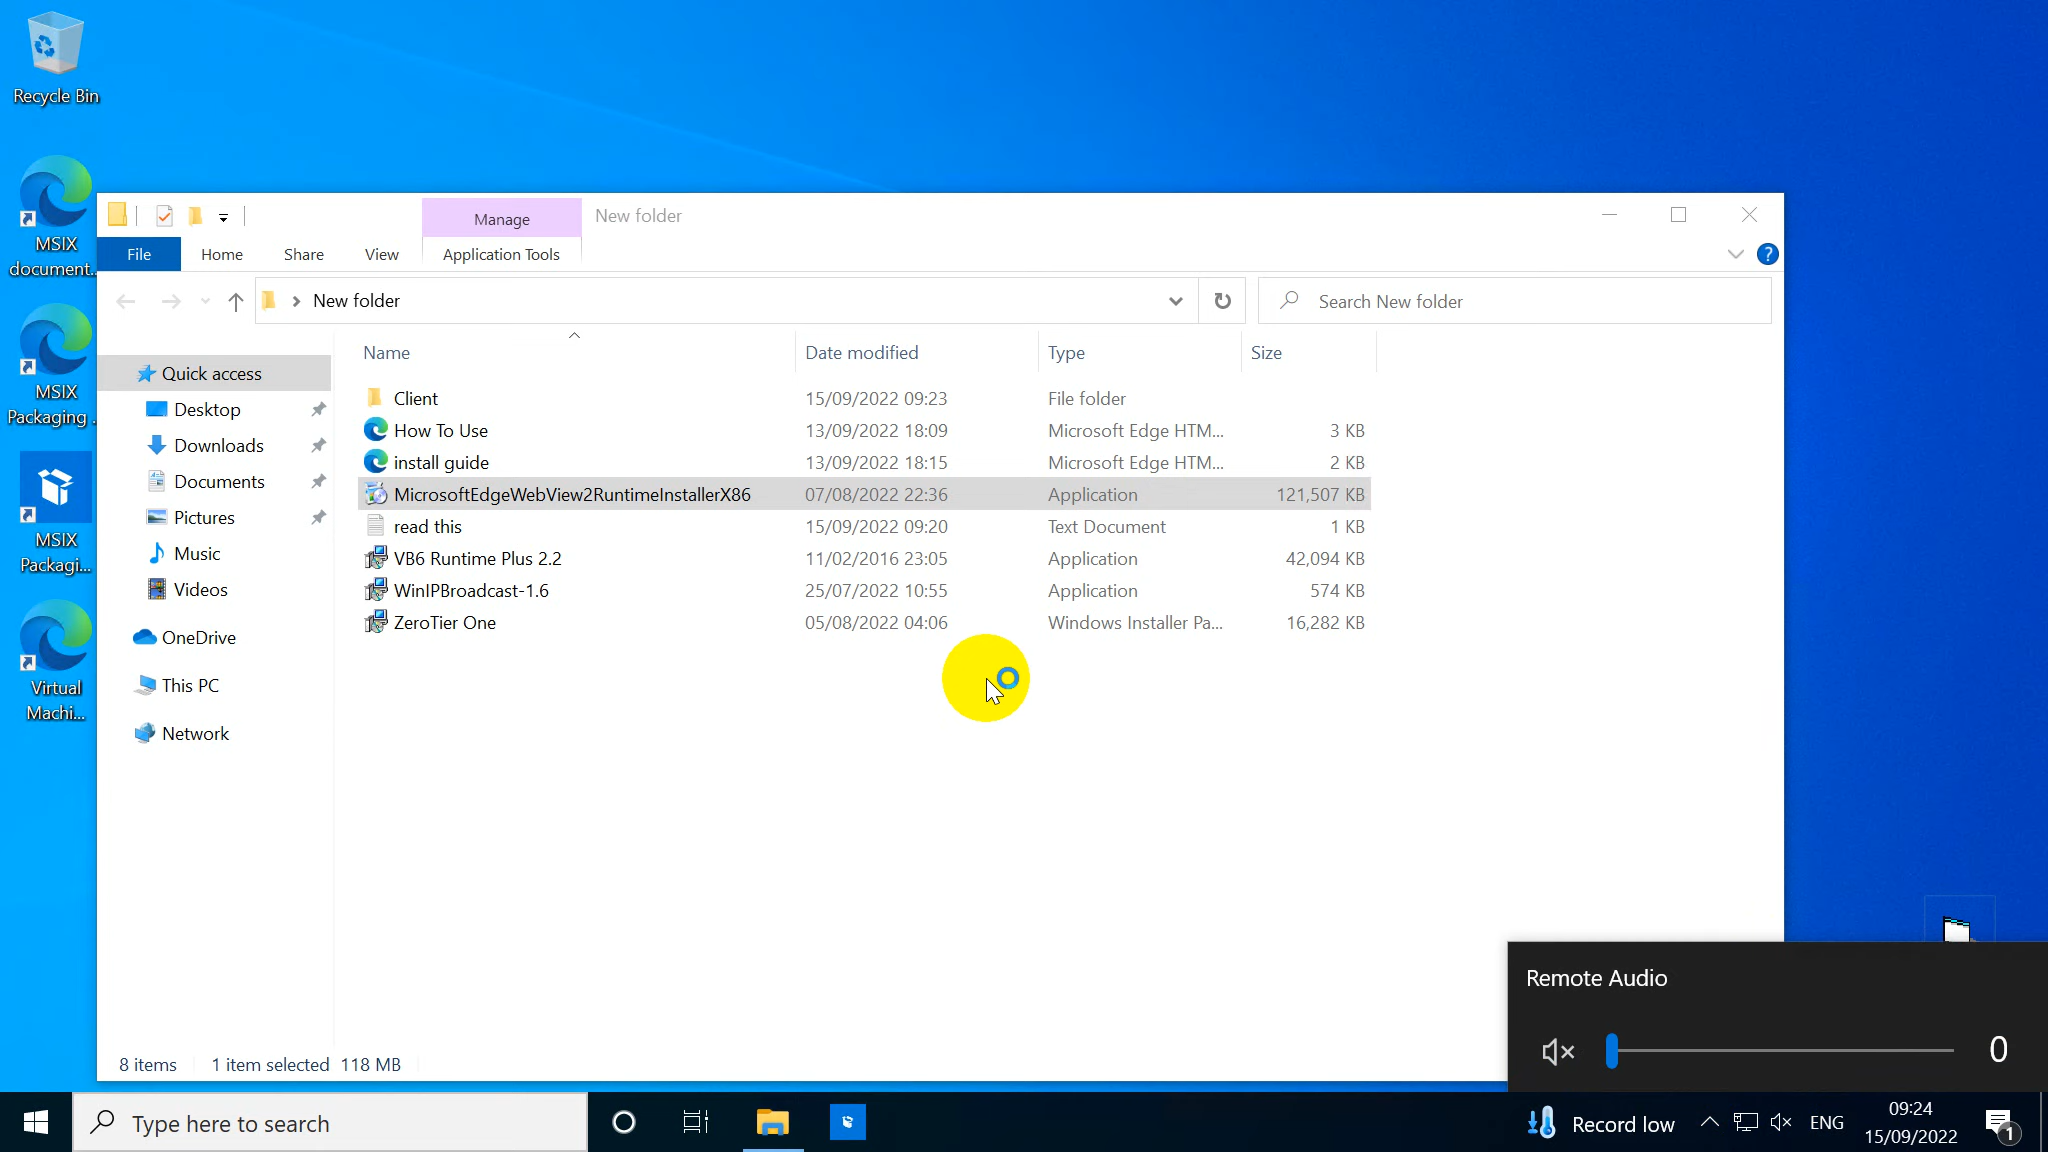 Recycle Bin
MSIX
document...
MSIX
Packaging ...
MSIX
Packagi...
Virtual
Machi...
Manage
New folder
File
Home
Share
View
Application Tools
New folder
Search New folder
Name
Date modified
Type
Size
Quick access
Desktop
Downloads
Documents
Pictures
Music
Videos
OneDrive
This PC
Network
Client 15/09/2022 09:23 File folder
How To Use 13/09/2022 18:09 Microsoft Edge HTM... 3 KB
install guide 13/09/2022 18:15 Microsoft Edge HTM... 2 KB
MicrosoftEdgeWebView2RuntimeInstallerX86 07/08/2022 22:36 Application 121,507 KB
read this 15/09/2022 09:20 Text Document 1 KB
VB6 Runtime Plus 2.2 11/02/2016 23:05 Application 42,094 KB
WinIPBroadcast-1.6 25/07/2022 10:55 Application 574 KB
ZeroTier One 05/08/2022 04:06 Windows Installer Pa... 16,282 KB
8 items 1 item selected 118 MB
Remote Audio
0
Type here to search
Record low
ENG
09:24
15/09/2022
1